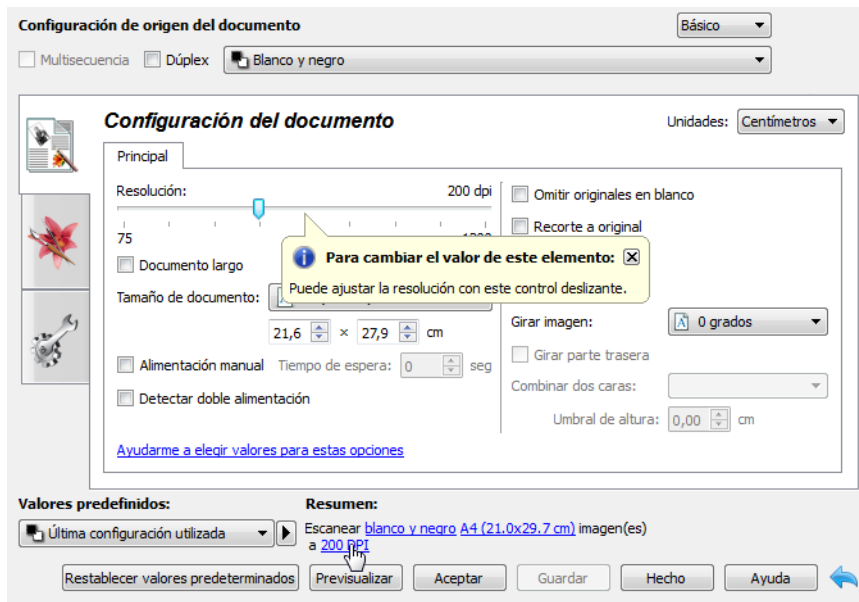 Configuración de origen del documento
Básico
Multisecuencia
Dúplex
Blanco y negro
Configuración del documento
Unidades:
Centímetros
Principal
Resolución:
200 dpi
75
Omitir originales en blanco
Recorte a original
Para cambiar el valor de este elemento:
Puede ajustar la resolución con este control deslizante.
Documento largo
Tamaño de documento:
21,6 × 27,9 cm
Girar imagen:
0 grados
Alimentación manual
Tiempo de espera:
0
seg
Girar parte trasera
Detectar doble alimentación
Combinar dos caras:
Umbral de altura:
0,00
cm
Ayudarme a elegir valores para estas opciones
Valores predefinidos:
Resumen:
Última configuración utilizada
Escanear blanco y negro A4 (21.0x29.7 cm) imagen(es)
a 200 DPI
Restablecer valores predeterminados
Previsualizar
Aceptar
Guardar
Hecho
Ayuda